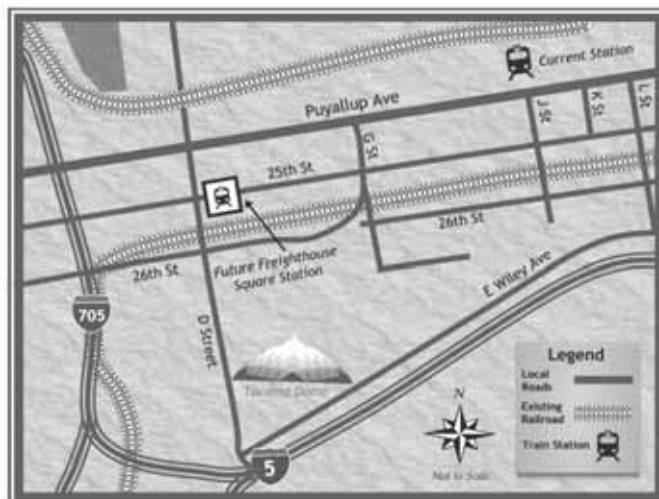 Current Station
Puyallup Ave
L St
K St
J St
G St
25th St
26th St
26th St
Future Freighthouse
Square Station
E Wiley Ave
705
D Street
Tacoma Dome
5
N
Not to Scale
Legend
Local
Roads
Existing
Railroad
Train Station